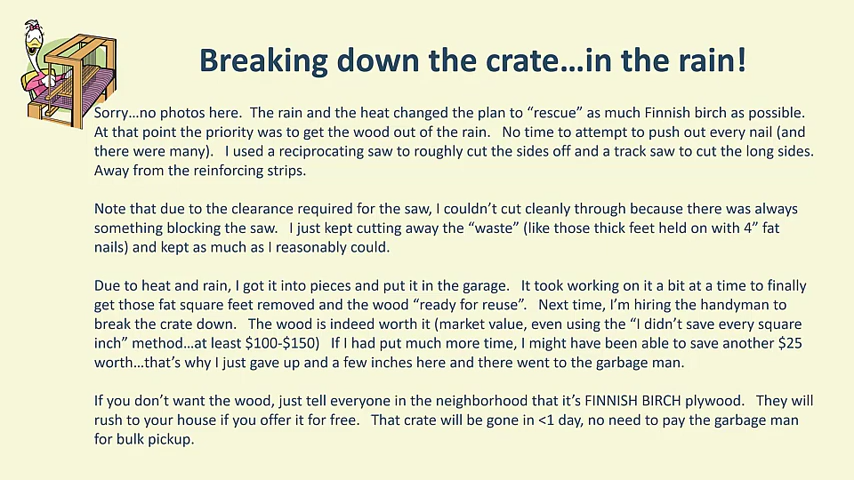 Breaking down the crate…in the rain!
Sorry…no photos here.  The rain and the heat changed the plan to “rescue” as much Finnish birch as possible.
At that point the priority was to get the wood out of the rain.   No time to attempt to push out every nail (and
there were many).   I used a reciprocating saw to roughly cut the sides off and a track saw to cut the long sides.
Away from the reinforcing strips.
Note that due to the clearance required for the saw, I couldn’t cut cleanly through because there was always
something blocking the saw.   I just kept cutting away the “waste” (like those thick feet held on with 4” fat
nails) and kept as much as I reasonably could.
Due to heat and rain, I got it into pieces and put it in the garage.   It took working on it a bit at a time to finally
get those fat square feet removed and the wood “ready for reuse”.   Next time, I’m hiring the handyman to
break the crate down.   The wood is indeed worth it (market value, even using the “I didn’t save every square
inch” method…at least $100-$150)   If I had put much more time, I might have been able to save another $25
worth…that’s why I just gave up and a few inches here and there went to the garbage man.
If you don’t want the wood, just tell everyone in the neighborhood that it’s FINNISH BIRCH plywood.   They will
rush to your house if you offer it for free.   That crate will be gone in <1 day, no need to pay the garbage man
for bulk pickup.